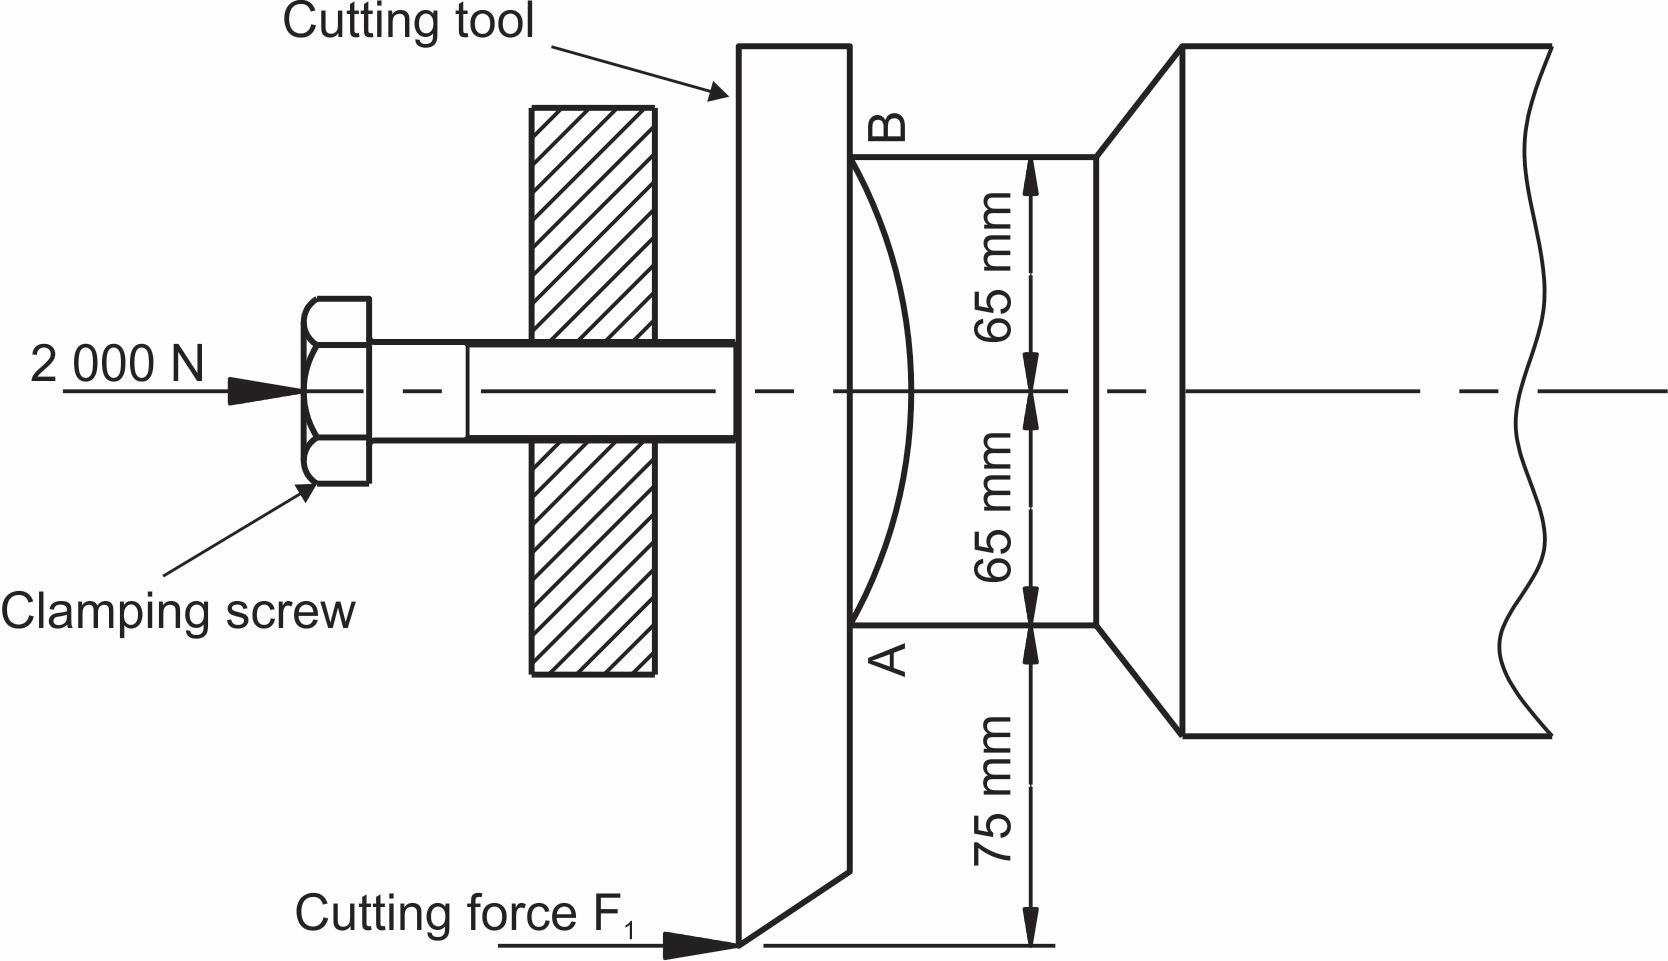 Cutting tool
B
65 mm
2 000 N
65 mm
Clamping screw
A
75 mm
Cutting force F₁